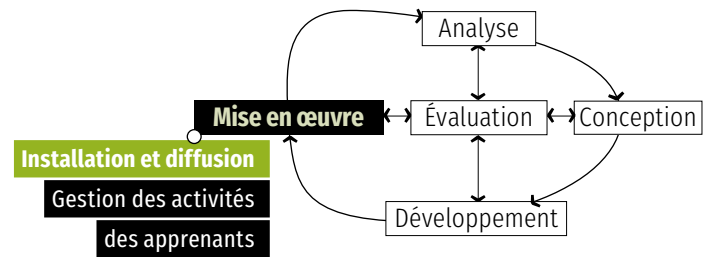 Analyse
Mise en œuvre
Évaluation
Conception
Installation et diffusion
Gestion des activités
des apprenants
Développement